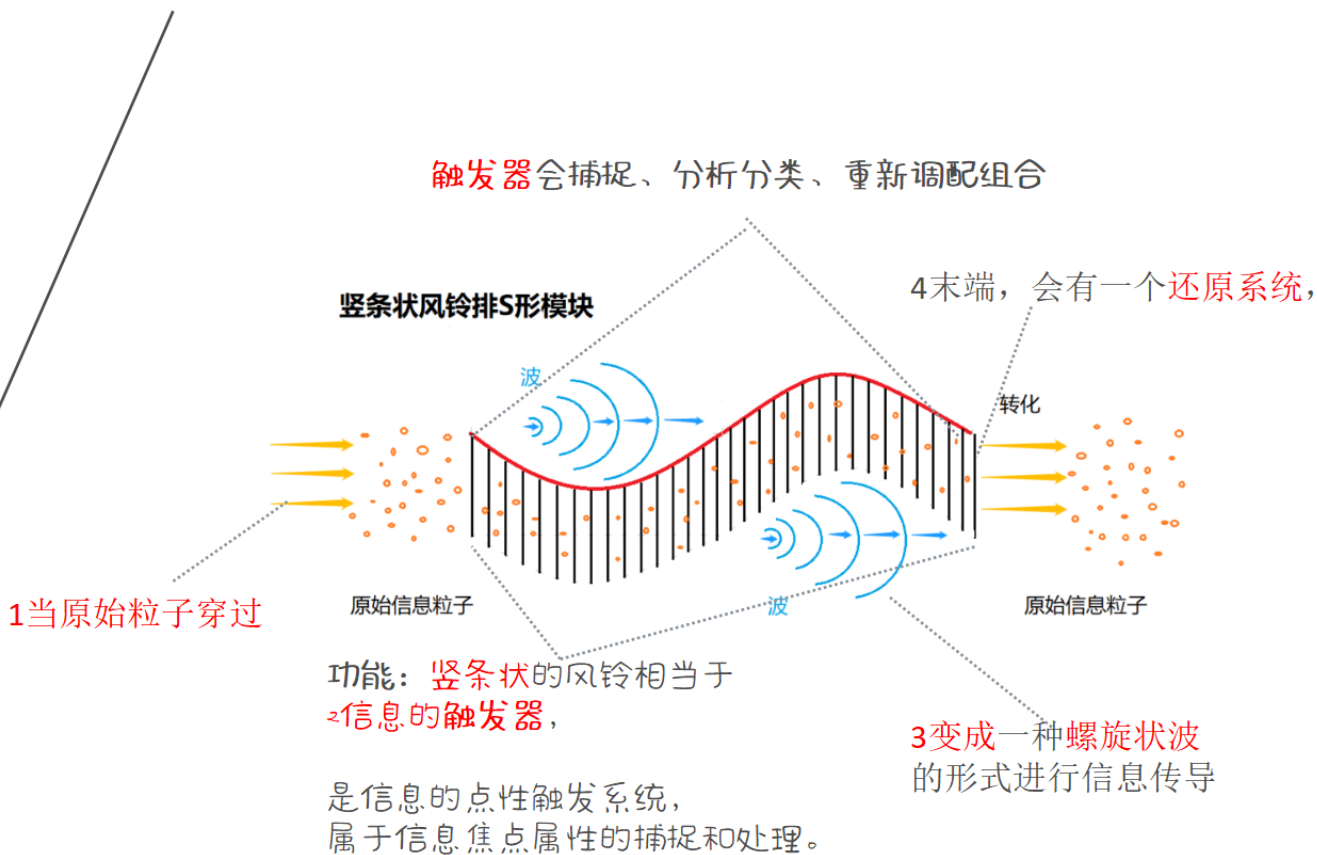 触发器会捕捉、分析分类、重新调配组合
4末端，会有一个还原系统，
竖条状风铃排S形模块
波
转化
1当原始粒子穿过
原始信息粒子
波
原始信息粒子
功能：竖条状的风铃相当于
2信息的触发器，
3变成一种螺旋状波
的形式进行信息传导
是信息的点性触发系统，
属于信息焦点属性的捕捉和处理。